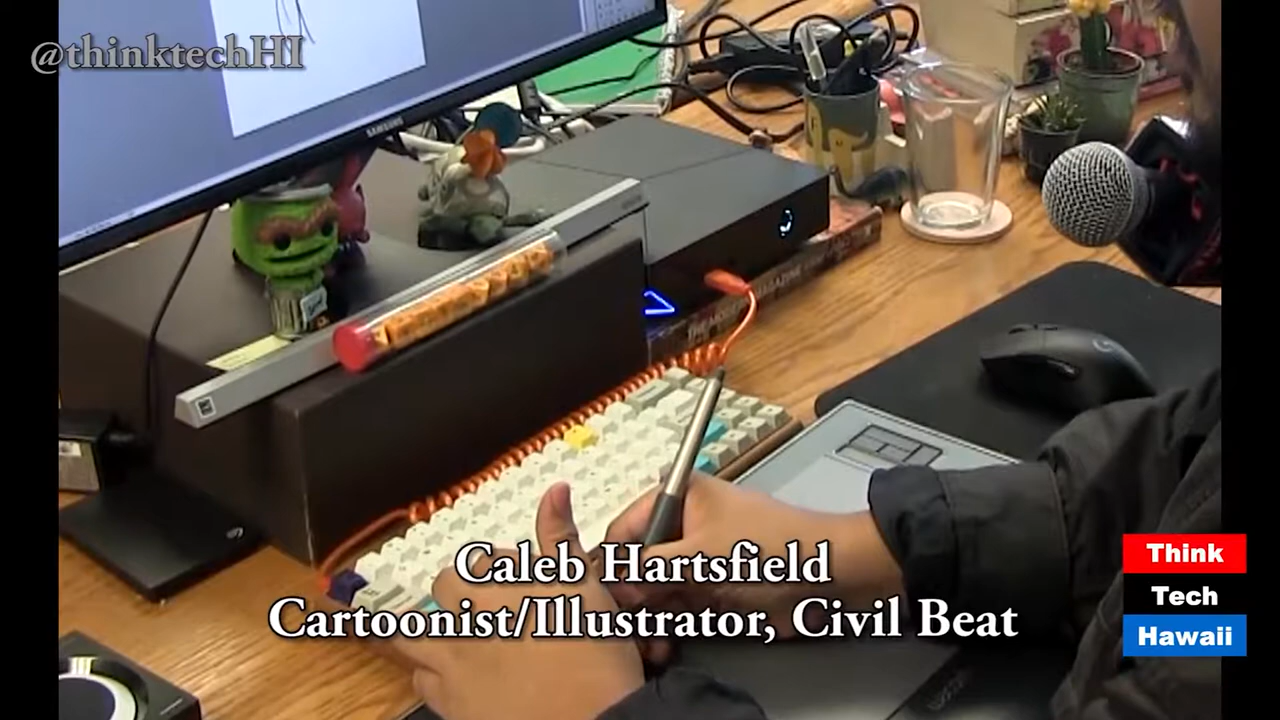 @thinktechHI
SAMSUNG
Caleb Hartsfield
Cartoonist/Illustrator, Civil Beat
Think
Tech
Hawaii